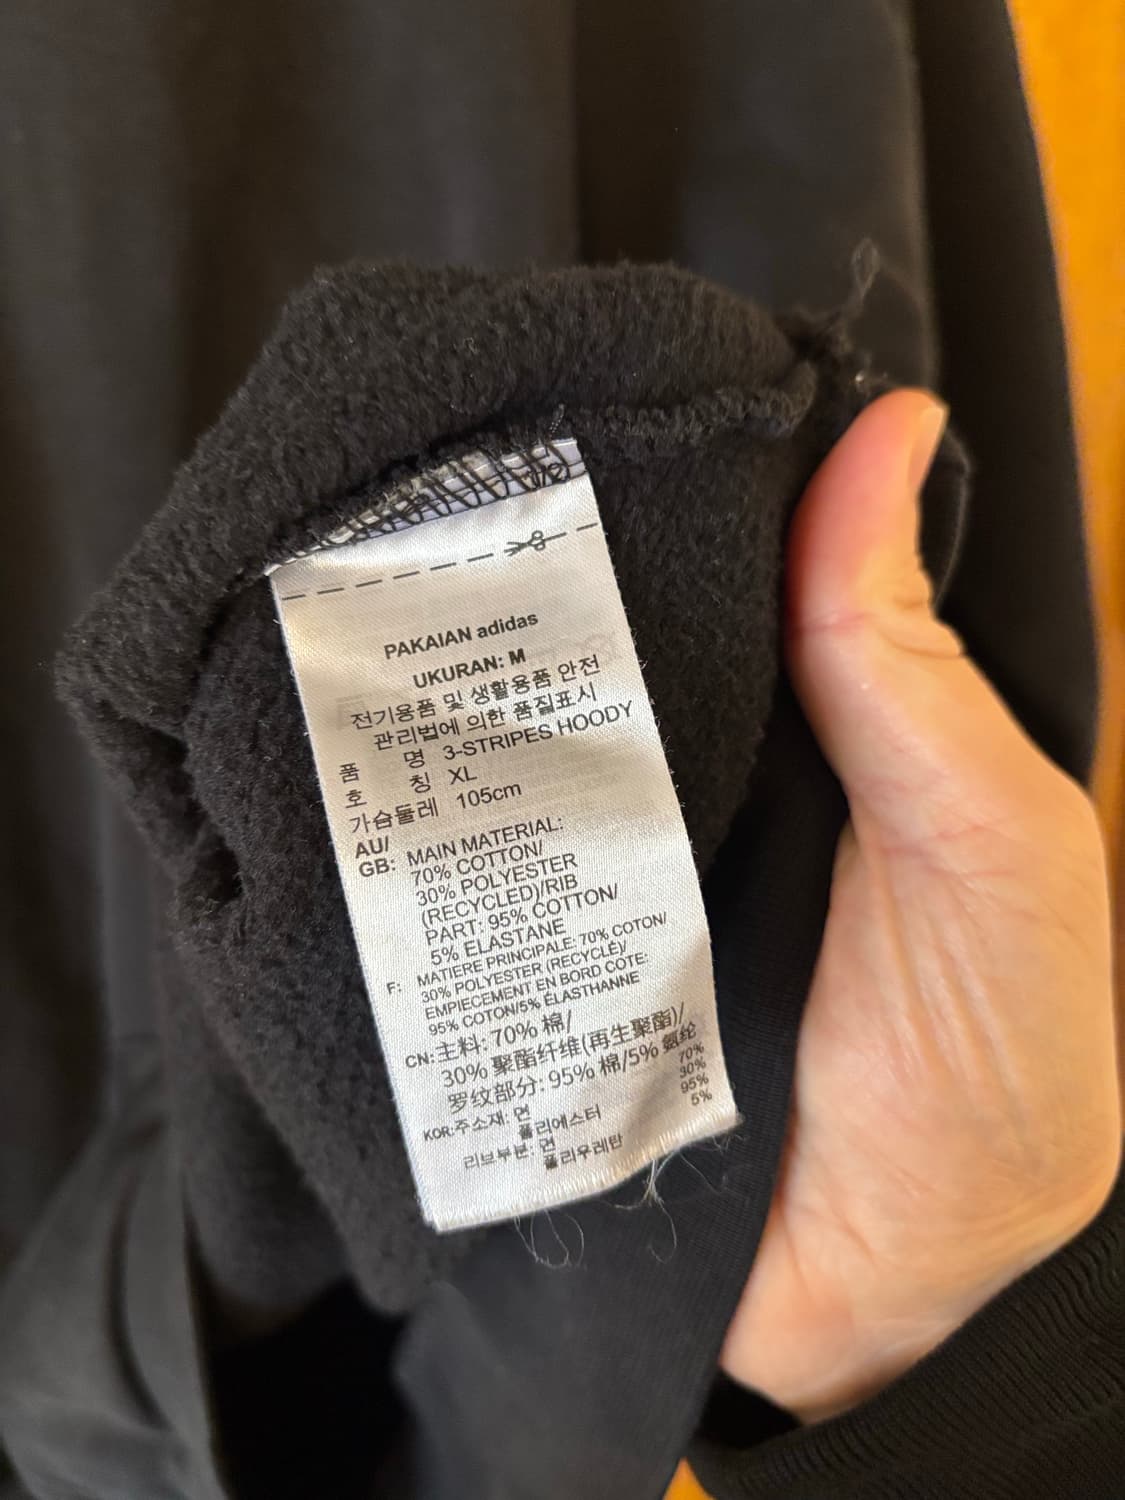 PAKAIAN adidas
UKURAN: M
전기용품 및 생활용품 안전
관리법에 의한 품질표시
품 명 3-STRIPES HOODY
호 칭 XL
가슴둘레 105cm
AU/
GB: MAIN MATERIAL:
70% COTTON/
30% POLYESTER
(RECYCLED)/RIB
PART: 95% COTTON/
5% ELASTANE
F: MATIERE PRINCIPALE: 70% COTON/
30% POLYESTER (RECYCLÉ)/
EMPIECEMENT EN BORD COTE:
95% COTON/5% ÉLASTHANNE
CN: 主料: 70% 棉/
30% 聚酯纤维(再生聚酯)/
罗纹部分: 95% 棉/5% 氨纶
KOR: 주소재: 면 70%
폴리에스터 30%
리브부분: 면 95%
폴리우레탄 5%